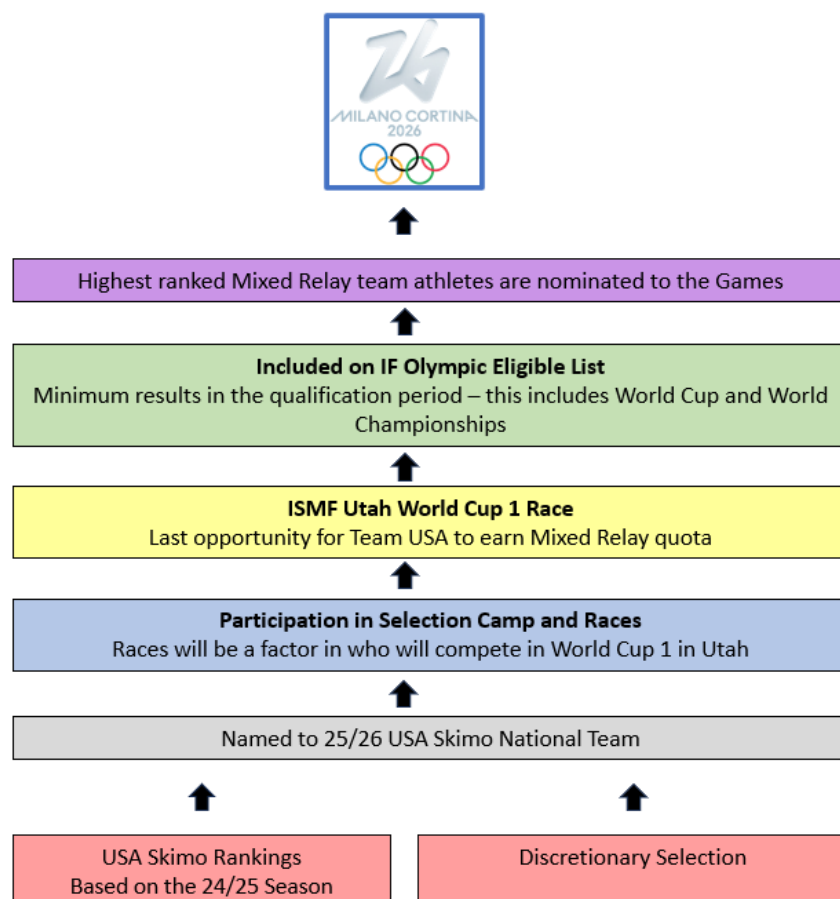 26
MILANO CORTINA
2026
Highest ranked Mixed Relay team athletes are nominated to the Games
Included on IF Olympic Eligible List
Minimum results in the qualification period – this includes World Cup and World
Championships
ISMF Utah World Cup 1 Race
Last opportunity for Team USA to earn Mixed Relay quota
Participation in Selection Camp and Races
Races will be a factor in who will compete in World Cup 1 in Utah
Named to 25/26 USA Skimo National Team
USA Skimo Rankings
Based on the 24/25 Season
Discretionary Selection